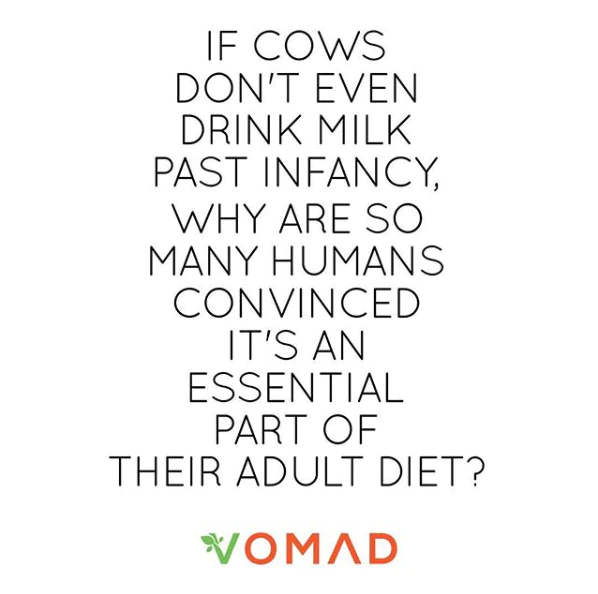 IF COWS
DON'T EVEN
DRINK MILK
PAST INFANCY,
WHY ARE SO
MANY HUMANS
CONVINCED
IT'S AN
ESSENTIAL
PART OF
THEIR ADULT DIET?
VOMAD